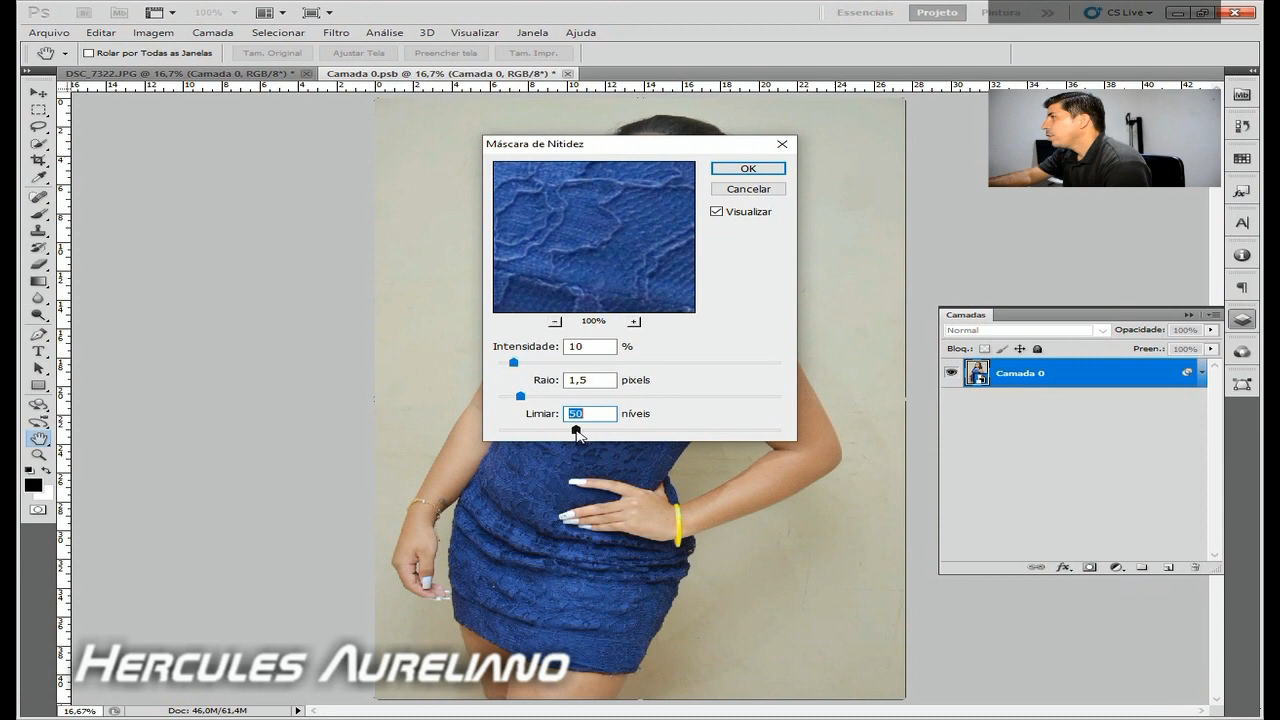 Ps Br Mb 100% Essenciais Projeto Pintura CS Live
Arquivo Editar Imagem Camada Selecionar Filtro Análise 3D Visualizar Janela Ajuda
Rolar por Todas as Janelas Tam. Original Ajustar Tela Preencher tela Tam. Impr.
DSC_7322.JPG @ 16,7% (Camada 0, RGB/8*) * Camada 0.psb @ 16,7% (Camada 0, RGB/8*) *
Máscara de Nitidez
OK
Cancelar
Visualizar
100%
Intensidade: 10 %
Raio: 1,5 pixels
Limiar: 50 níveis
Camadas
Normal Opacidade: 100%
Bloq.: Preen.: 100%
Camada 0
Hercules Aureliano
16,67% Doc: 46,0M/61,4M